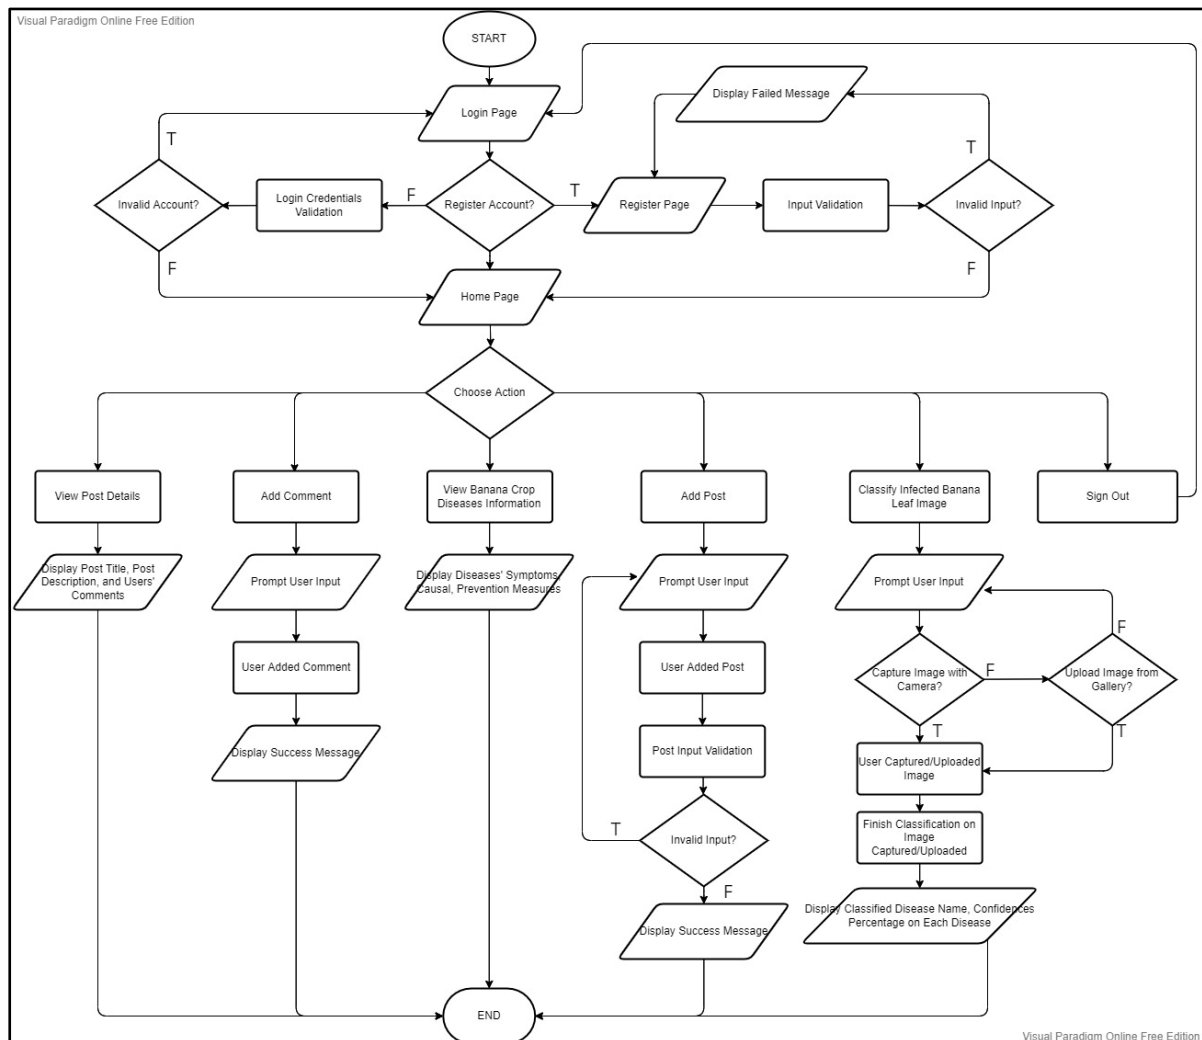 Visual Paradigm Online Free Edition
START
Login Page
Display Failed Message
T
T
Invalid Account?
Login Credentials
Validation
F
Register Account?
T
Register Page
Input Validation
Invalid Input?
F
F
Home Page
Choose Action
View Post Details
Add Comment
View Banana Crop
Diseases Information
Add Post
Classify Infected Banana
Leaf Image
Sign Out
Display Post Title, Post
Description, and Users'
Comments
Prompt User Input
Display Diseases' Symptoms,
Causal, Prevention Measures
Prompt User Input
Prompt User Input
F
User Added Comment
User Added Post
Capture Image with
Camera?
F
Upload Image from
Gallery?
T
T
Display Success Message
Post Input Validation
User Captured/Uploaded
Image
T
Invalid Input?
Finish Classification on
Image
Captured/Uploaded
F
Display Success Message
Display Classified Disease Name, Confidences
Percentage on Each Disease
END
Visual Paradigm Online Free Edition